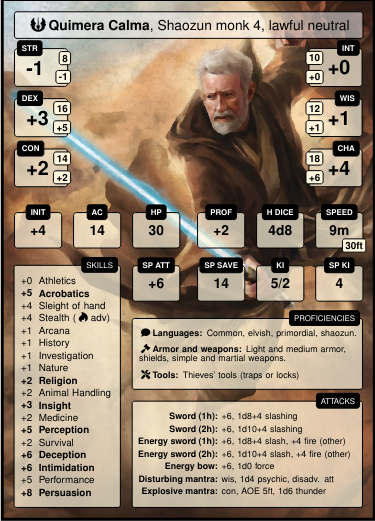 Quimera Calma, Shaozun monk 4, lawful neutral
STR
-1
8
-1
DEX
+3
16
+5
CON
+2
14
+2
INT
+0
10
+0
WIS
+1
12
+1
CHA
+4
18
+6
INIT
+4
AC
14
HP
30
PROF
+2
H DICE
4d8
SPEED
9m
30ft
SP ATT
+6
SP SAVE
14
KI
5/2
SP KI
4
SKILLS
+0 Athletics
+5 Acrobatics
+4 Sleight of hand
+4 Stealth ( adv)
+1 Arcana
+1 History
+1 Investigation
+1 Nature
+2 Religion
+2 Animal Handling
+3 Insight
+2 Medicine
+5 Perception
+2 Survival
+6 Deception
+6 Intimidation
+5 Performance
+8 Persuasion
PROFICIENCIES
Languages: Common, elvish, primordial, shaozun.
Armor and weapons: Light and medium armor,
shields, simple and martial weapons.
Tools: Thieves' tools (traps or locks)
ATTACKS
Sword (1h): +6, 1d8+4 slashing
Sword (2h): +6, 1d10+4 slashing
Energy sword (1h): +6, 1d8+4 slash, +4 fire (other)
Energy sword (2h): +6, 1d10+4 slash, +4 fire (other)
Energy bow: +6, 1d0 force
Disturbing mantra: wis, 1d4 psychic, disadv. att
Explosive mantra: con, AOE 5ft, 1d6 thunder